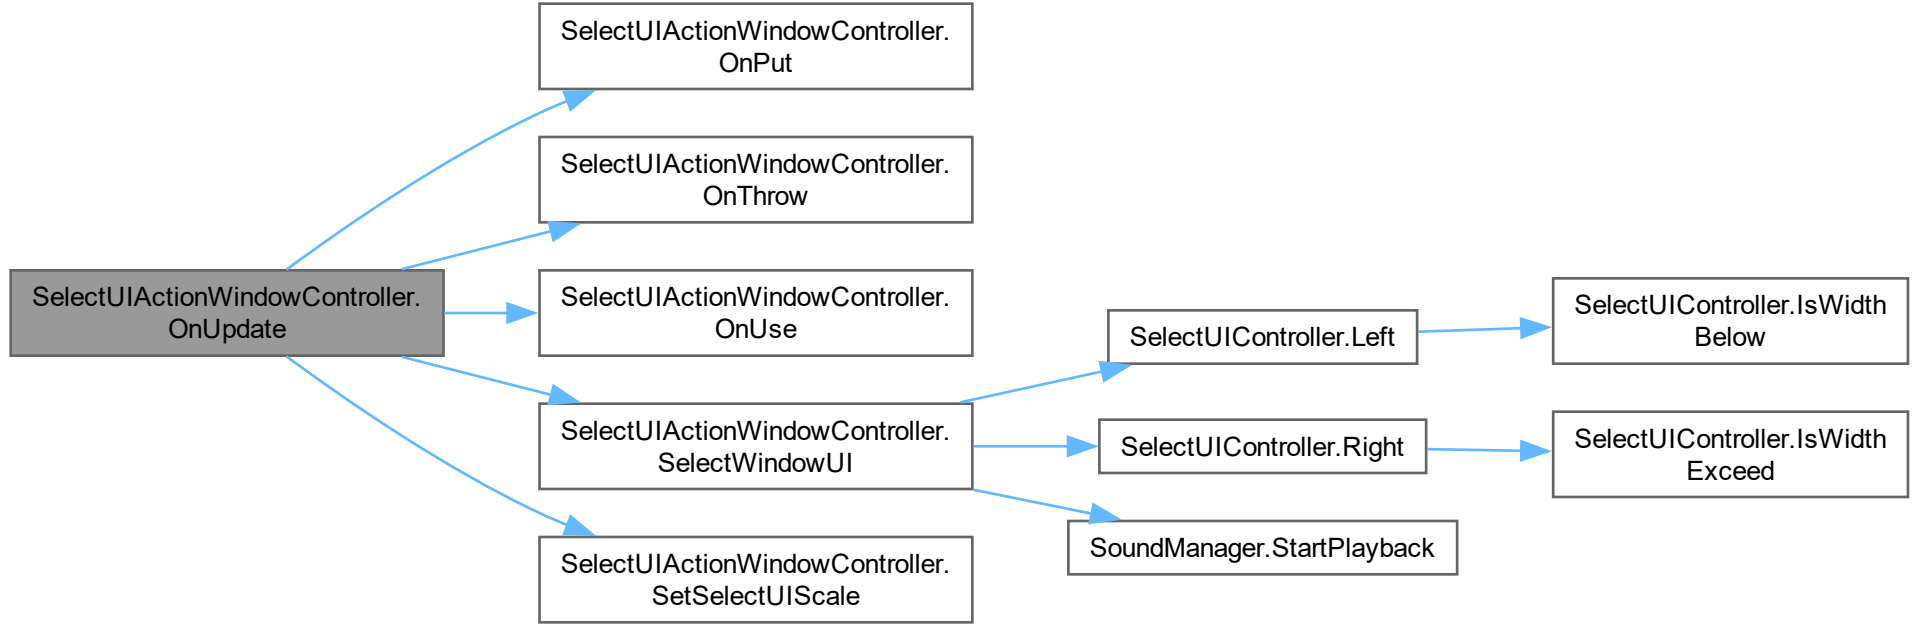 SelectUIActionWindowController.
OnUpdate
SelectUIActionWindowController.
OnPut
SelectUIActionWindowController.
OnThrow
SelectUIActionWindowController.
OnUse
SelectUIActionWindowController.
SelectWindowUI
SelectUIActionWindowController.
SetSelectUIScale
SelectUIController.Left
SelectUIController.Right
SoundManager.StartPlayback
SelectUIController.IsWidth
Below
SelectUIController.IsWidth
Exceed